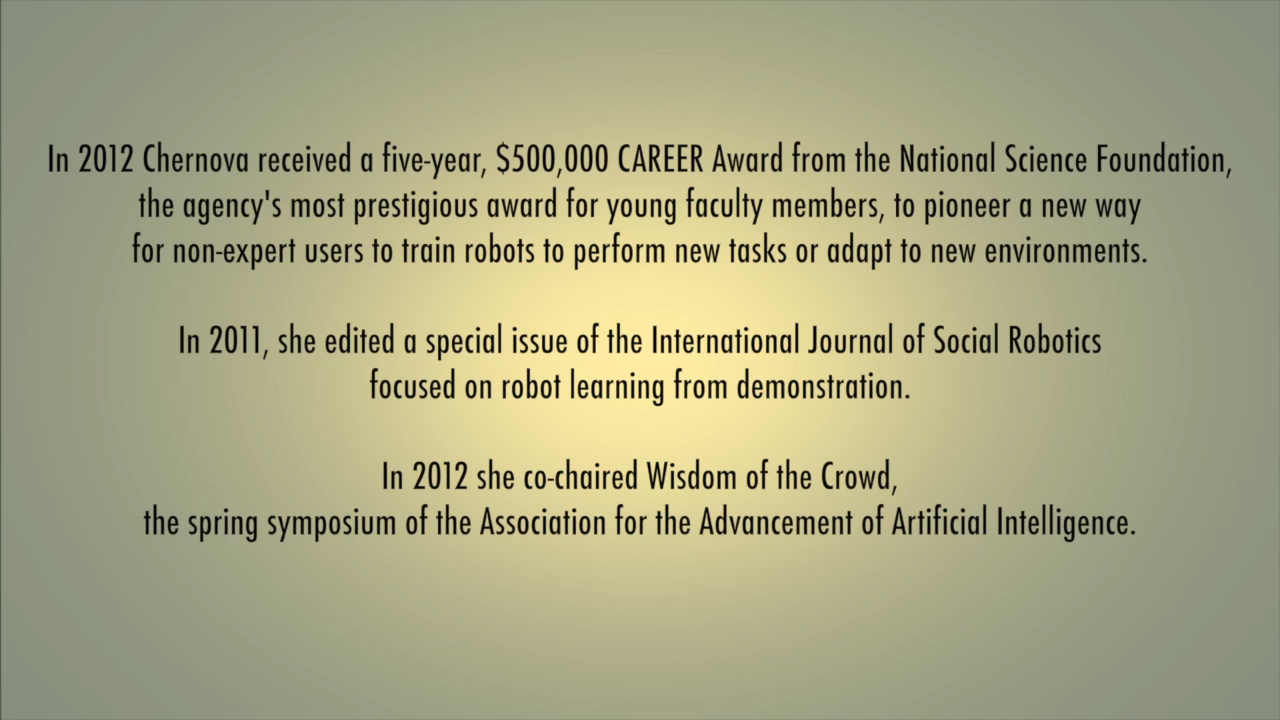 In 2012 Chernova received a five-year, $500,000 CAREER Award from the National Science Foundation,
the agency's most prestigious award for young faculty members, to pioneer a new way
for non-expert users to train robots to perform new tasks or adapt to new environments.
In 2011, she edited a special issue of the International Journal of Social Robotics
focused on robot learning from demonstration.
In 2012 she co-chaired Wisdom of the Crowd,
the spring symposium of the Association for the Advancement of Artificial Intelligence.